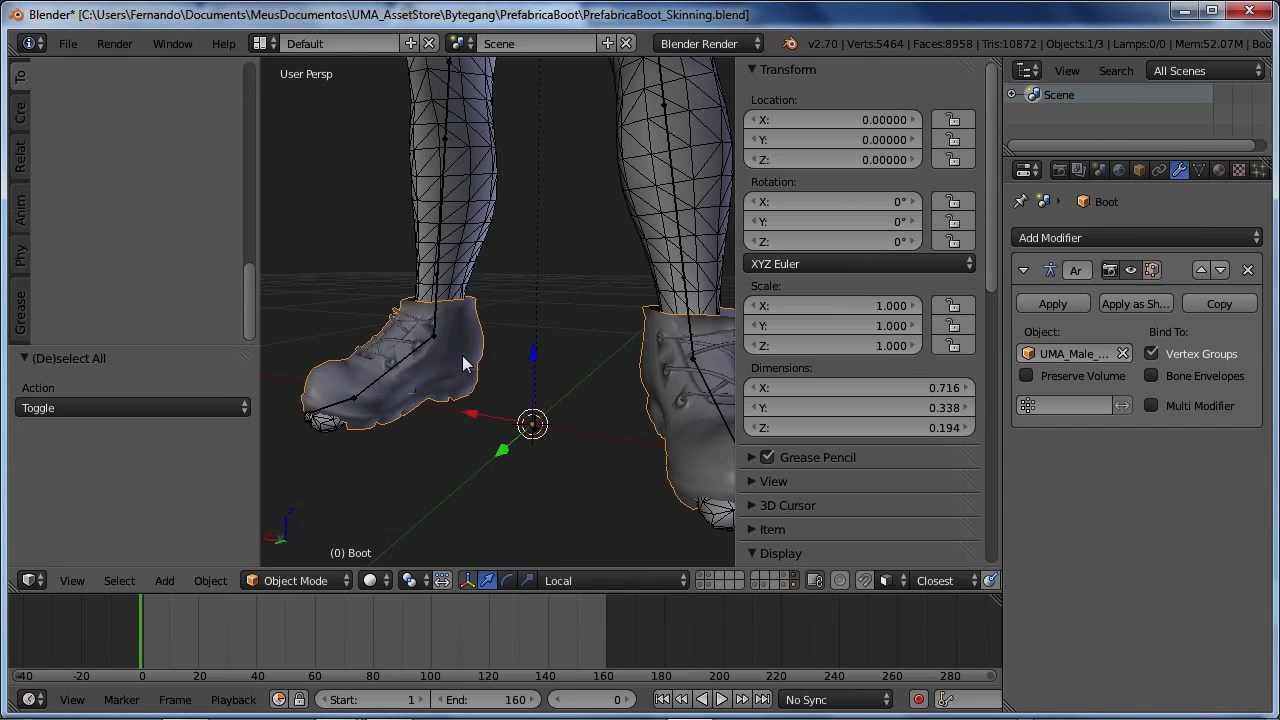 Blender* [C:\Users\Fernando\Documents\MeusDocumentos\UMA_AssetStore\Bytegang\PrefabricaBoot\PrefabricaBoot_Skinning.blend]
File Render Window Help Default Scene Blender Render v2.70 | Verts:5464 | Faces:8958 | Tris:10872 | Objects:1/3 | Lamps:0/0 | Mem:52.07M | Boo
View Search All Scenes
Scene
To
Cre
Relat
Anim
Phy
Grease
(De)select All
Action
Toggle
User Persp
(0) Boot
Transform
Location:
X: 0.00000
Y: 0.00000
Z: 0.00000
Rotation:
X: 0°
Y: 0°
Z: 0°
XYZ Euler
Scale:
X: 1.000
Y: 1.000
Z: 1.000
Dimensions:
X: 0.716
Y: 0.338
Z: 0.194
Grease Pencil
View
3D Cursor
Item
Display
Boot
Add Modifier
Ar
Apply Apply as Sh... Copy
Object: Bind To:
UMA_Male_... Vertex Groups
Preserve Volume Bone Envelopes
Multi Modifier
View Select Add Object Object Mode Local Closest
-40 -20 0 20 40 60 80 100 120 140 160 180 200 220 240 260 280
View Marker Frame Playback Start: 1 End: 160 0 No Sync